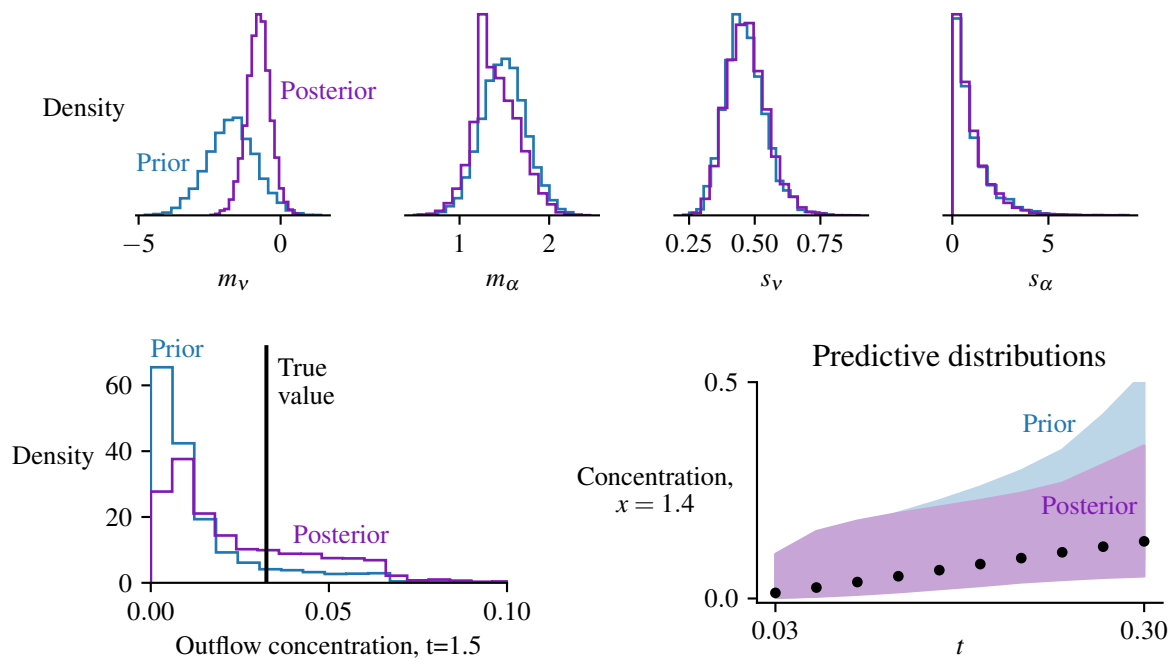 Density
Prior
Posterior
−5 0
m_ν
1 2
m_α
0.25 0.50 0.75
s_ν
0 5
s_α
Density
60
40
20
0
Prior
True
value
Posterior
0.00 0.05 0.10
Outflow concentration, t=1.5
Predictive distributions
Concentration,
x = 1.4
0.5
0.0
Prior
Posterior
0.03 0.30
t